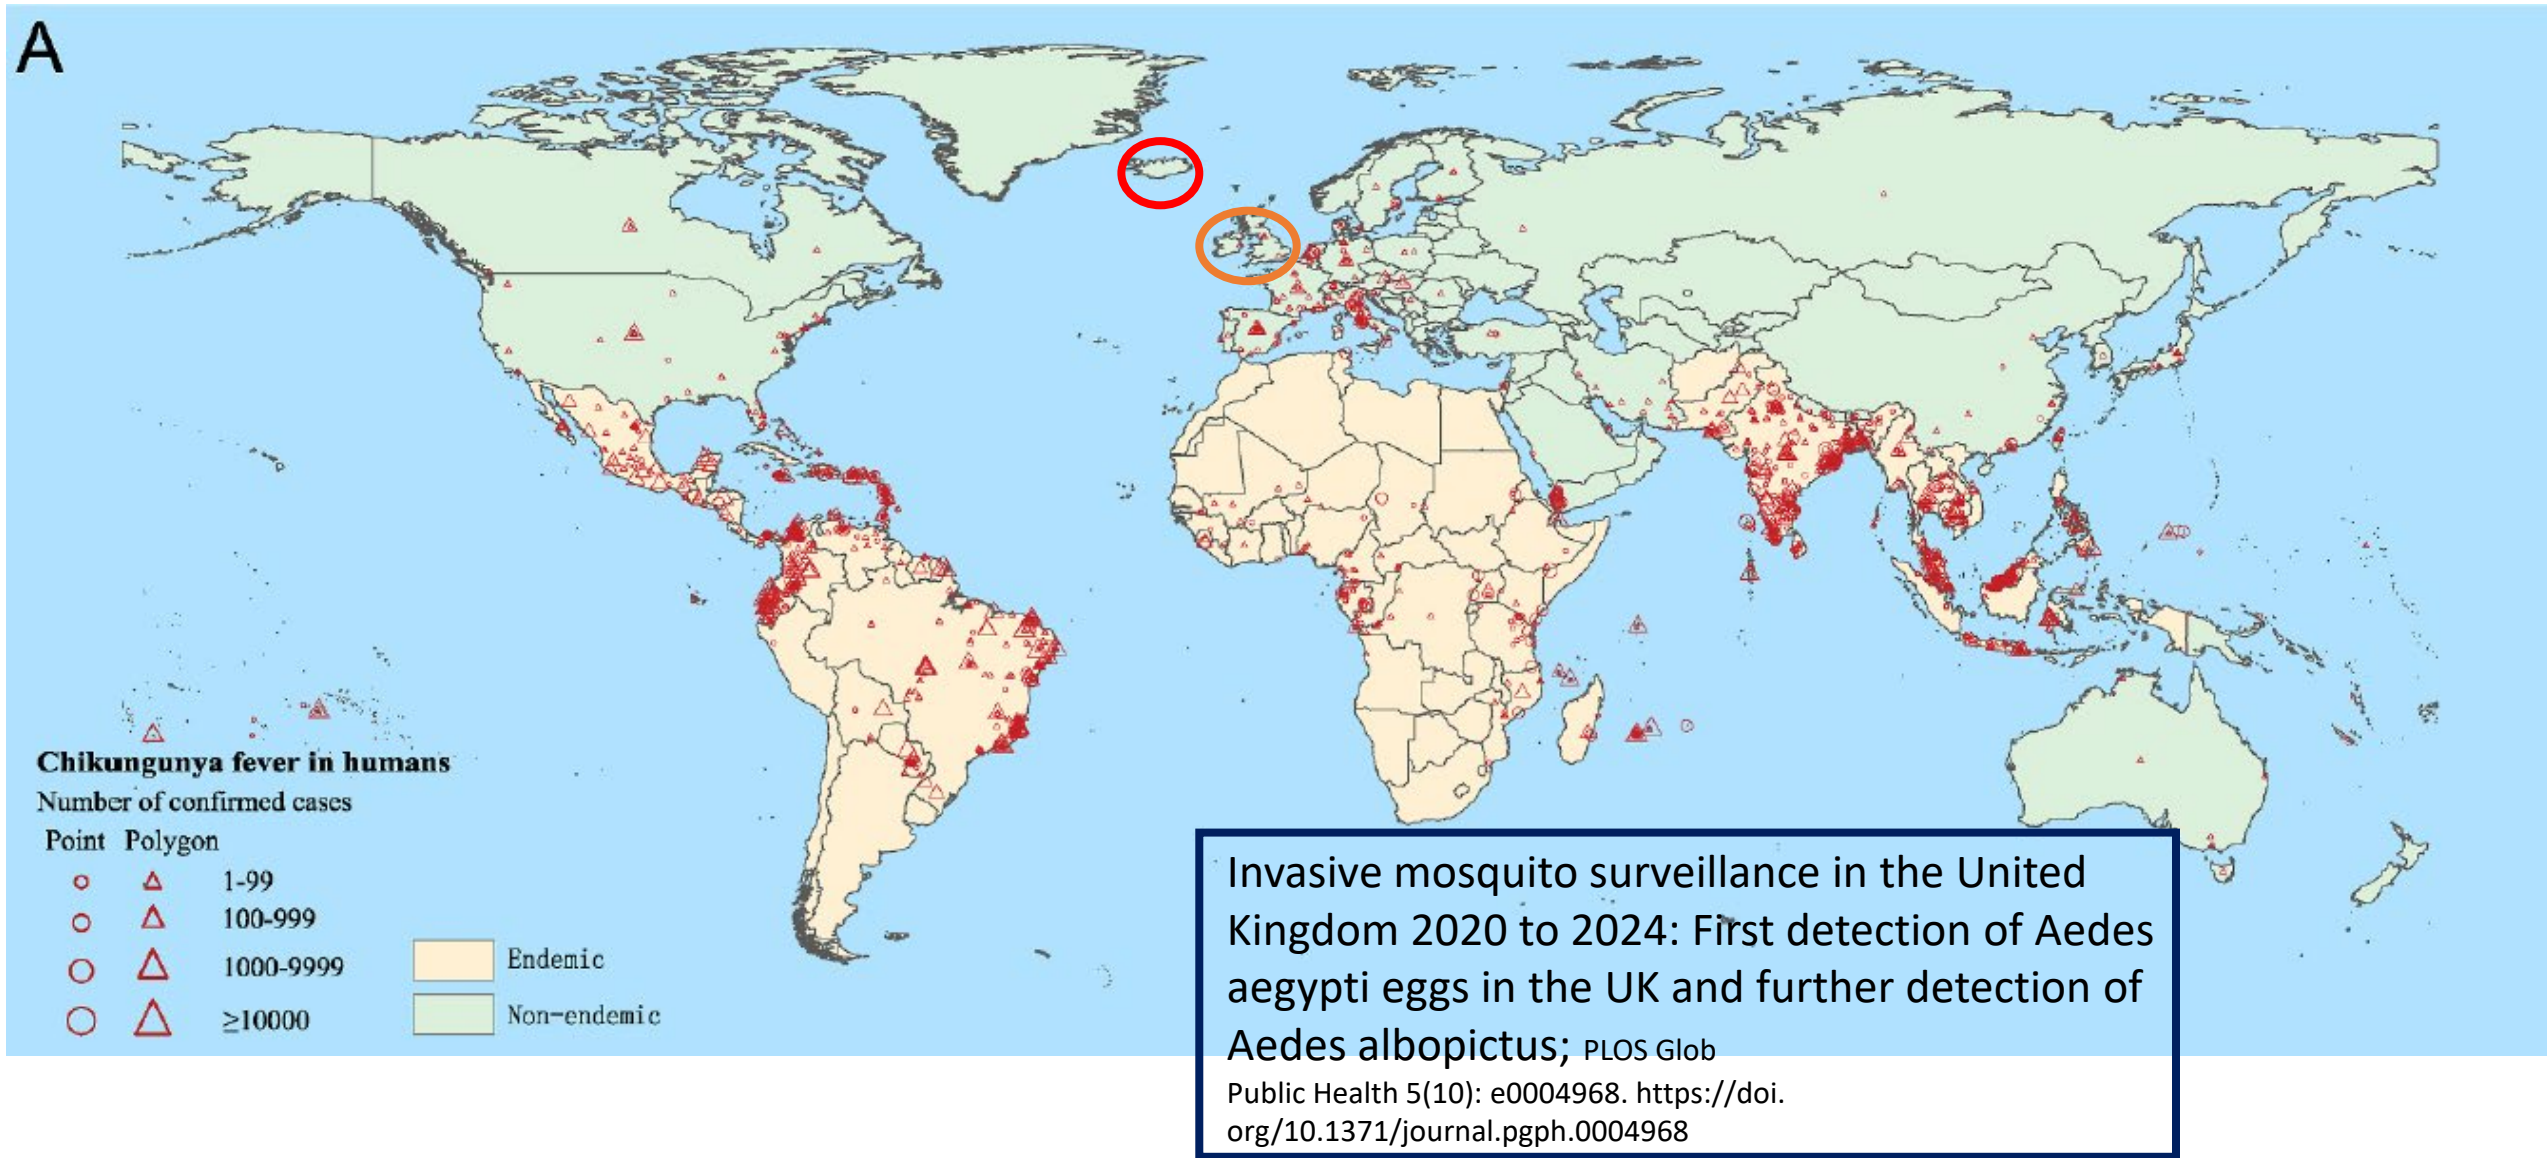 A
Chikungunya fever in humans
Number of confirmed cases
Point Polygon
1-99
100-999
1000-9999
≥10000
Endemic
Non-endemic
Invasive mosquito surveillance in the United
Kingdom 2020 to 2024: First detection of Aedes
aegypti eggs in the UK and further detection of
Aedes albopictus; PLOS Glob
Public Health 5(10): e0004968. https://doi.
org/10.1371/journal.pgph.0004968